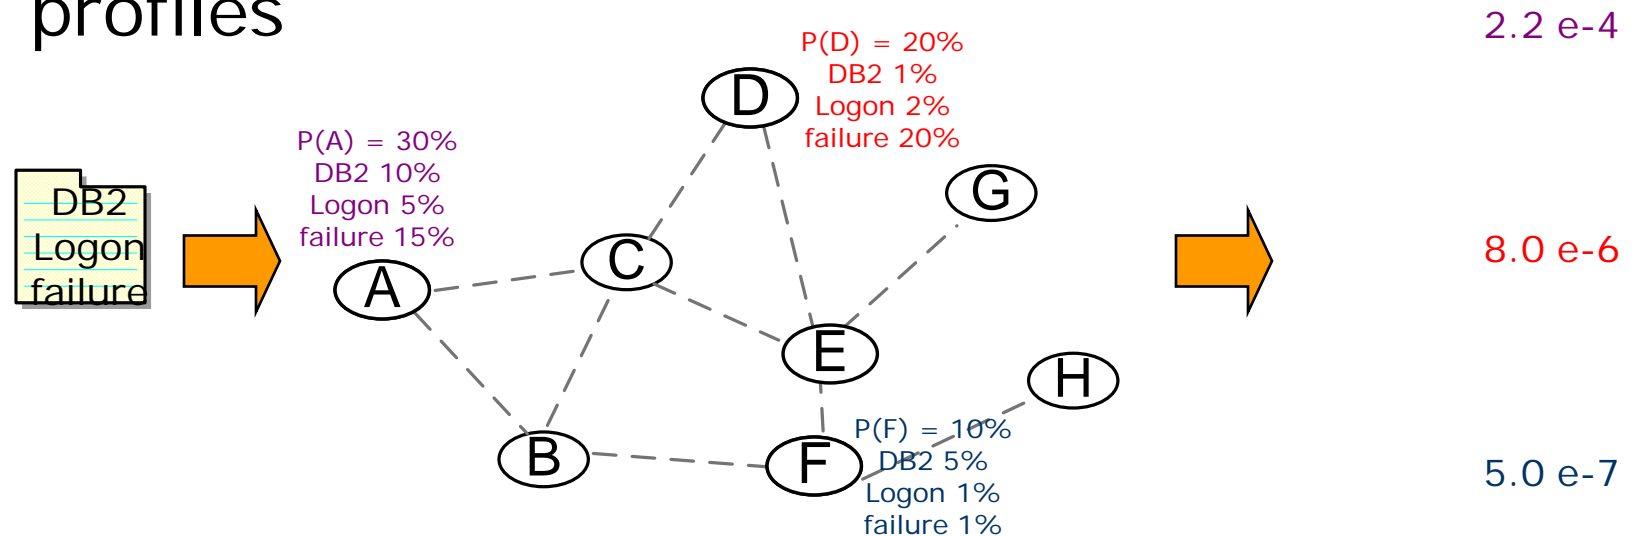 profiles
DB2
Logon
failure
P(A) = 30%
DB2 10%
Logon 5%
failure 15%
A
B
C
P(D) = 20%
DB2 1%
Logon 2%
failure 20%
D
E
G
H
F
P(F) = 10%
DB2 5%
Logon 1%
failure 1%
2.2 e-4
8.0 e-6
5.0 e-7